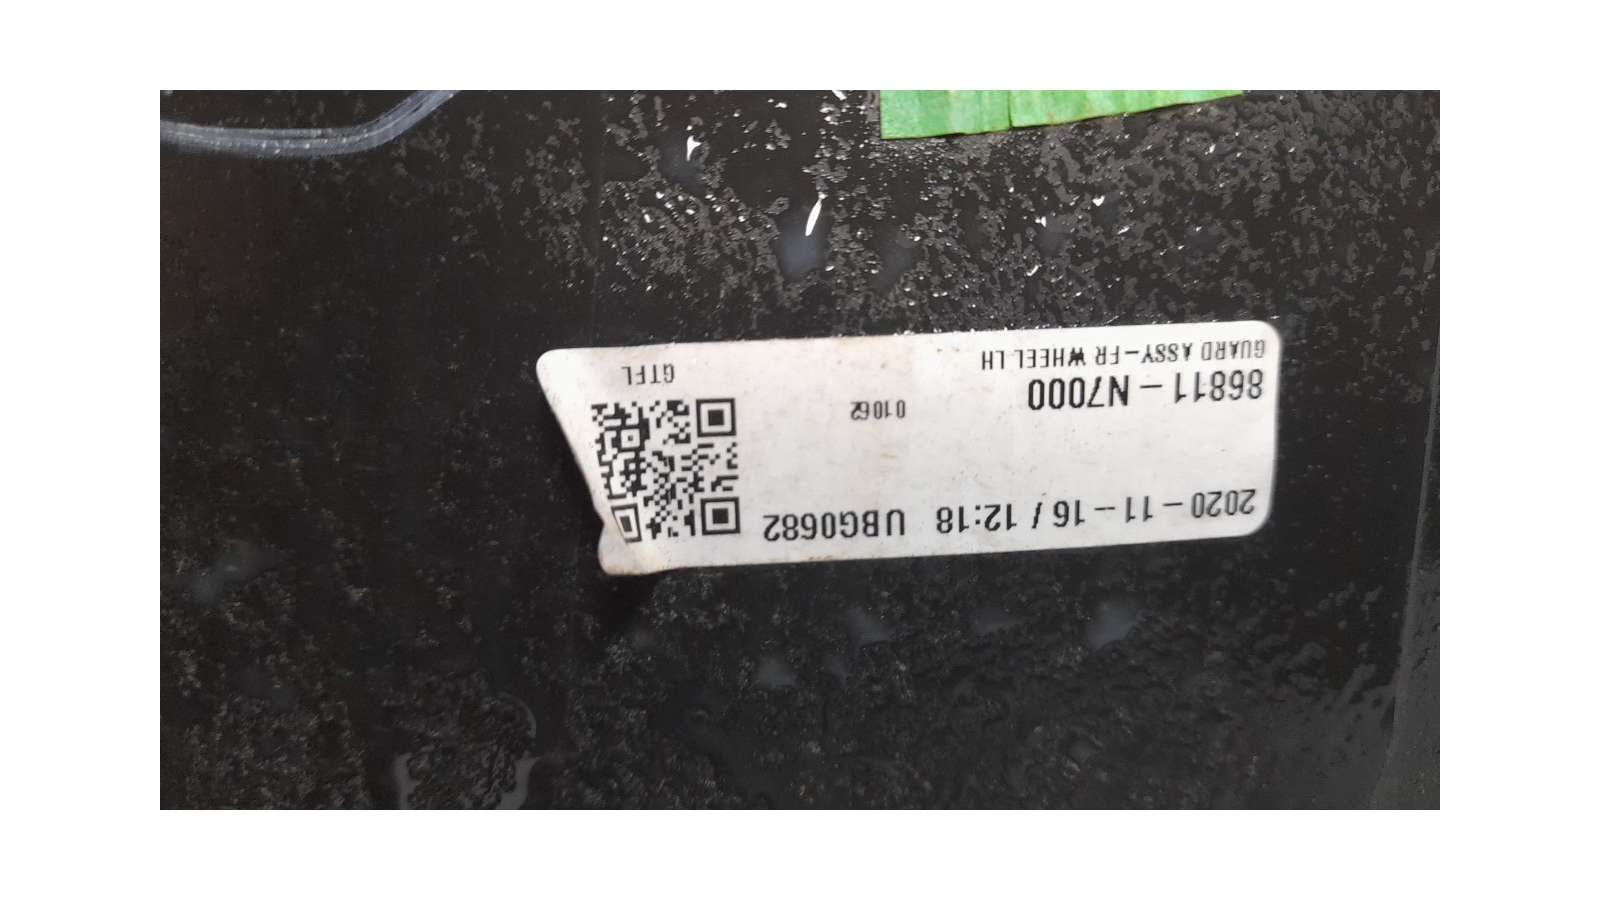 2020-11-16 / 12:18 UBG0682
01062
86811-N7000
GUARD ASSY-FR WHEEL LH
GTFL